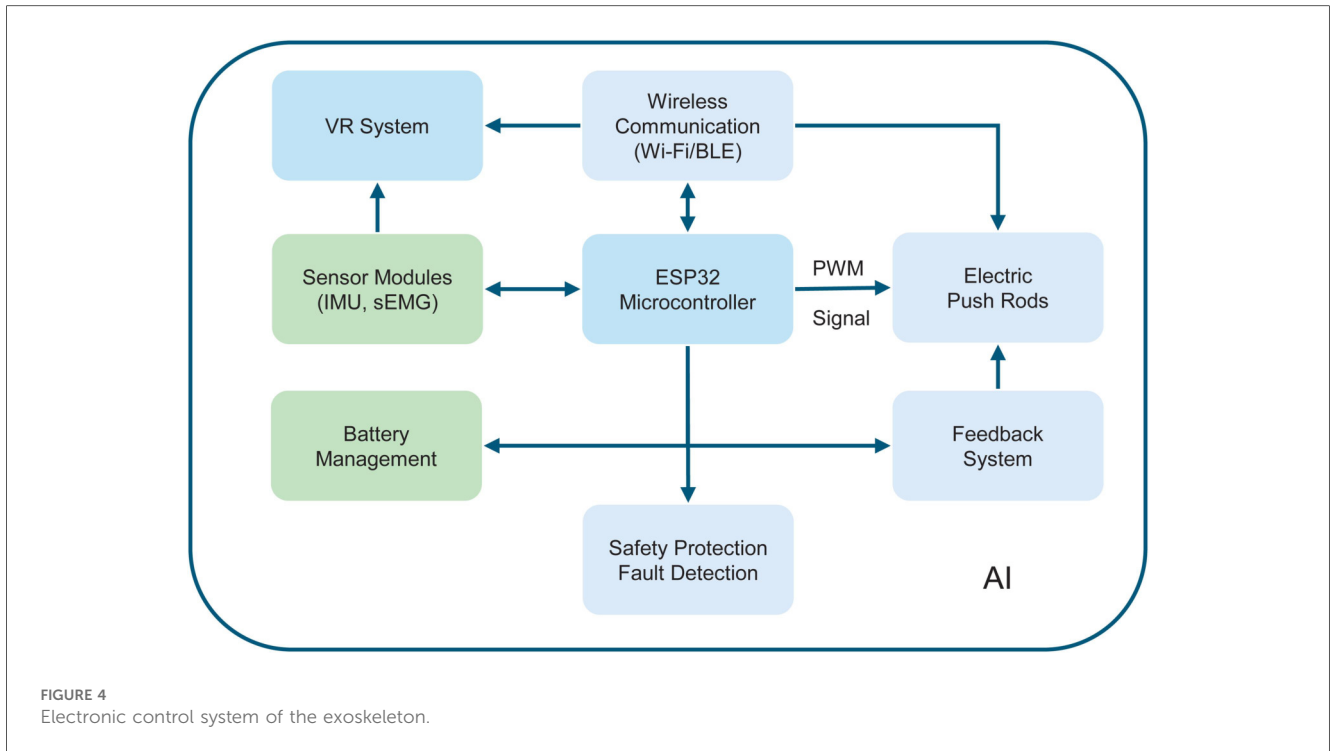 VR System
Wireless
Communication
(Wi-Fi/BLE)
Sensor Modules
(IMU, sEMG)
ESP32
Microcontroller
PWM
Signal
Electric
Push Rods
Battery
Management
Feedback
System
Safety Protection
Fault Detection
AI
FIGURE 4
Electronic control system of the exoskeleton.